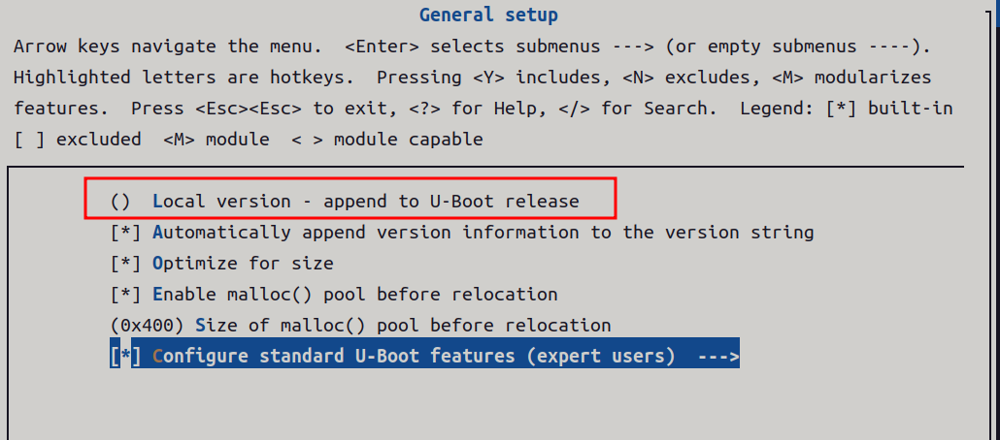 General setup
Arrow keys navigate the menu.  <Enter> selects submenus ---> (or empty submenus ----).
Highlighted letters are hotkeys.  Pressing <Y> includes, <N> excludes, <M> modularizes
features.  Press <Esc><Esc> to exit, <?> for Help, </> for Search.  Legend: [*] built-in
[ ] excluded  <M> module  < > module capable
()  Local version - append to U-Boot release
[*] Automatically append version information to the version string
[*] Optimize for size
[*] Enable malloc() pool before relocation
(0x400) Size of malloc() pool before relocation
[*] Configure standard U-Boot features (expert users)  --->